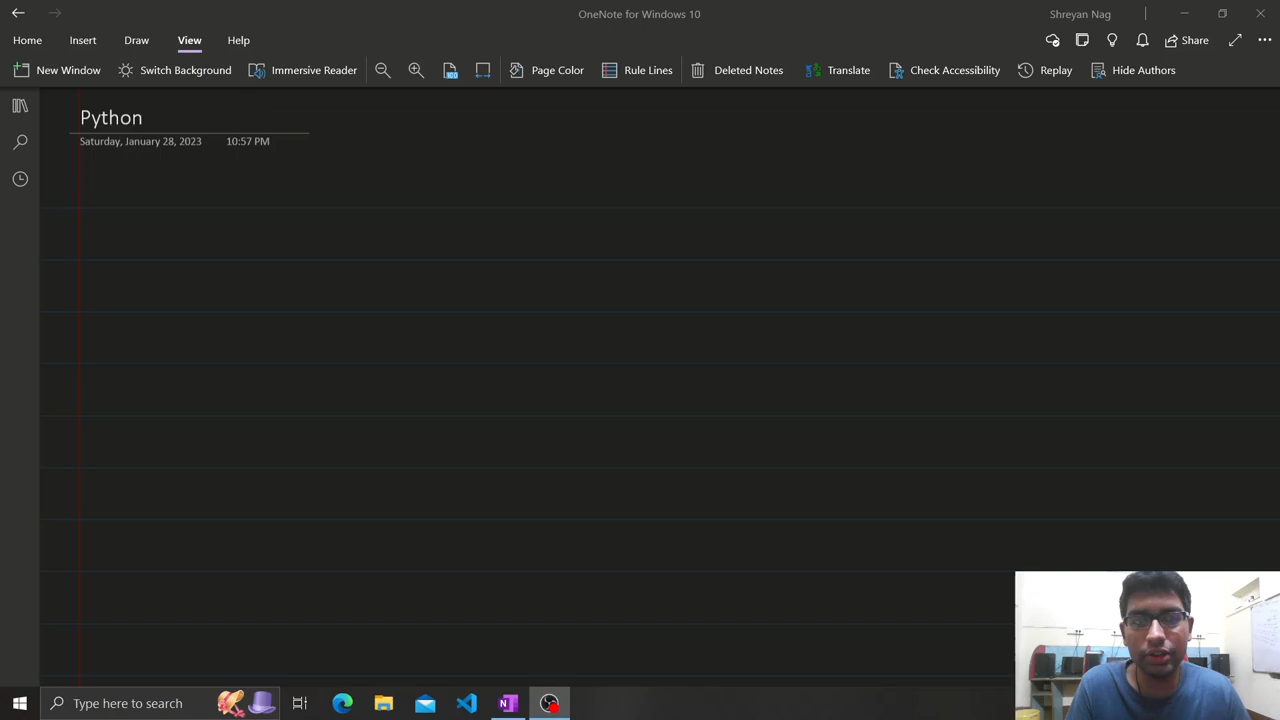 OneNote for Windows 10
Shreyan Nag
Home
Insert
Draw
View
Help
Share
New Window
Switch Background
Immersive Reader
100
Page Color
Rule Lines
Deleted Notes
Translate
Check Accessibility
Replay
Hide Authors
Python
Saturday, January 28, 2023 10:57 PM
Type here to search
N